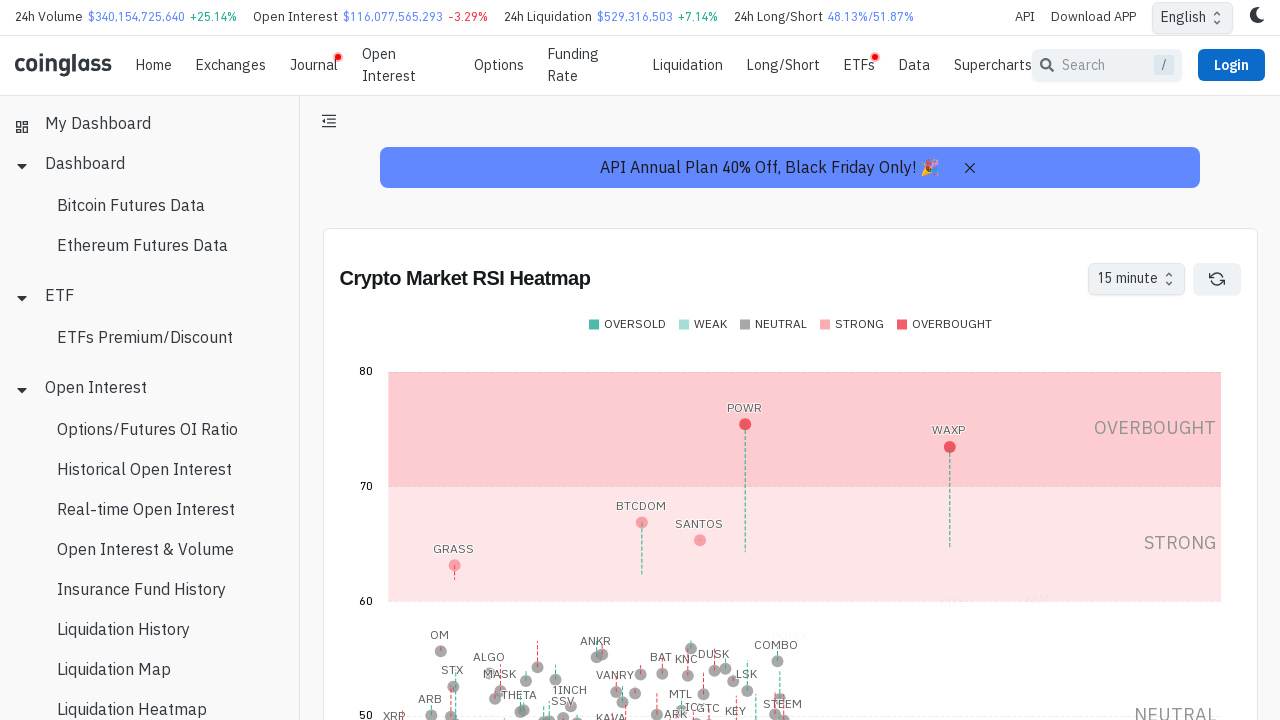 24h Volume $340,154,725,640 +25.14% Open Interest $116,077,565,293 -3.29% 24h Liquidation $529,316,503 +7.14% 24h Long/Short 48.13%/51.87% API Download APP English
coinglass Home Exchanges Journal Open Interest Options Funding Rate Liquidation Long/Short ETFs Data Supercharts Search / Login
My Dashboard
Dashboard
Bitcoin Futures Data
Ethereum Futures Data
ETF
ETFs Premium/Discount
Open Interest
Options/Futures OI Ratio
Historical Open Interest
Real-time Open Interest
Open Interest & Volume
Insurance Fund History
Liquidation History
Liquidation Map
Liquidation Heatmap
API Annual Plan 40% Off, Black Friday Only! 🎉
Crypto Market RSI Heatmap
15 minute
OVERSOLD WEAK NEUTRAL STRONG OVERBOUGHT
80
POWR
OVERBOUGHT
WAXP
70
BTCDOM
SANTOS
STRONG
GRASS
60
OM
ANKR
COMBO
DUSK
ALGO
BAT
KNC
STX
MASK
VANRY
LSK
1INCH
THETA
MTL
ARB
SSV
STEEM
GTC
KEY
ARK
XRP
KAVA
50
NEUTRAL